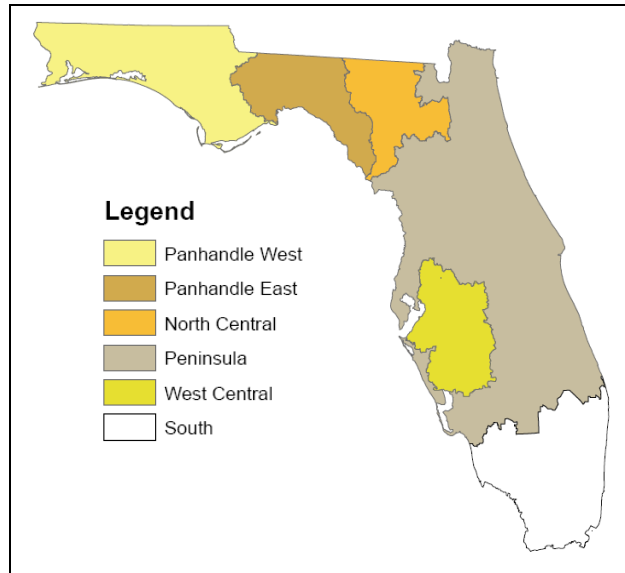 Legend
Panhandle West
Panhandle East
North Central
Peninsula
West Central
South